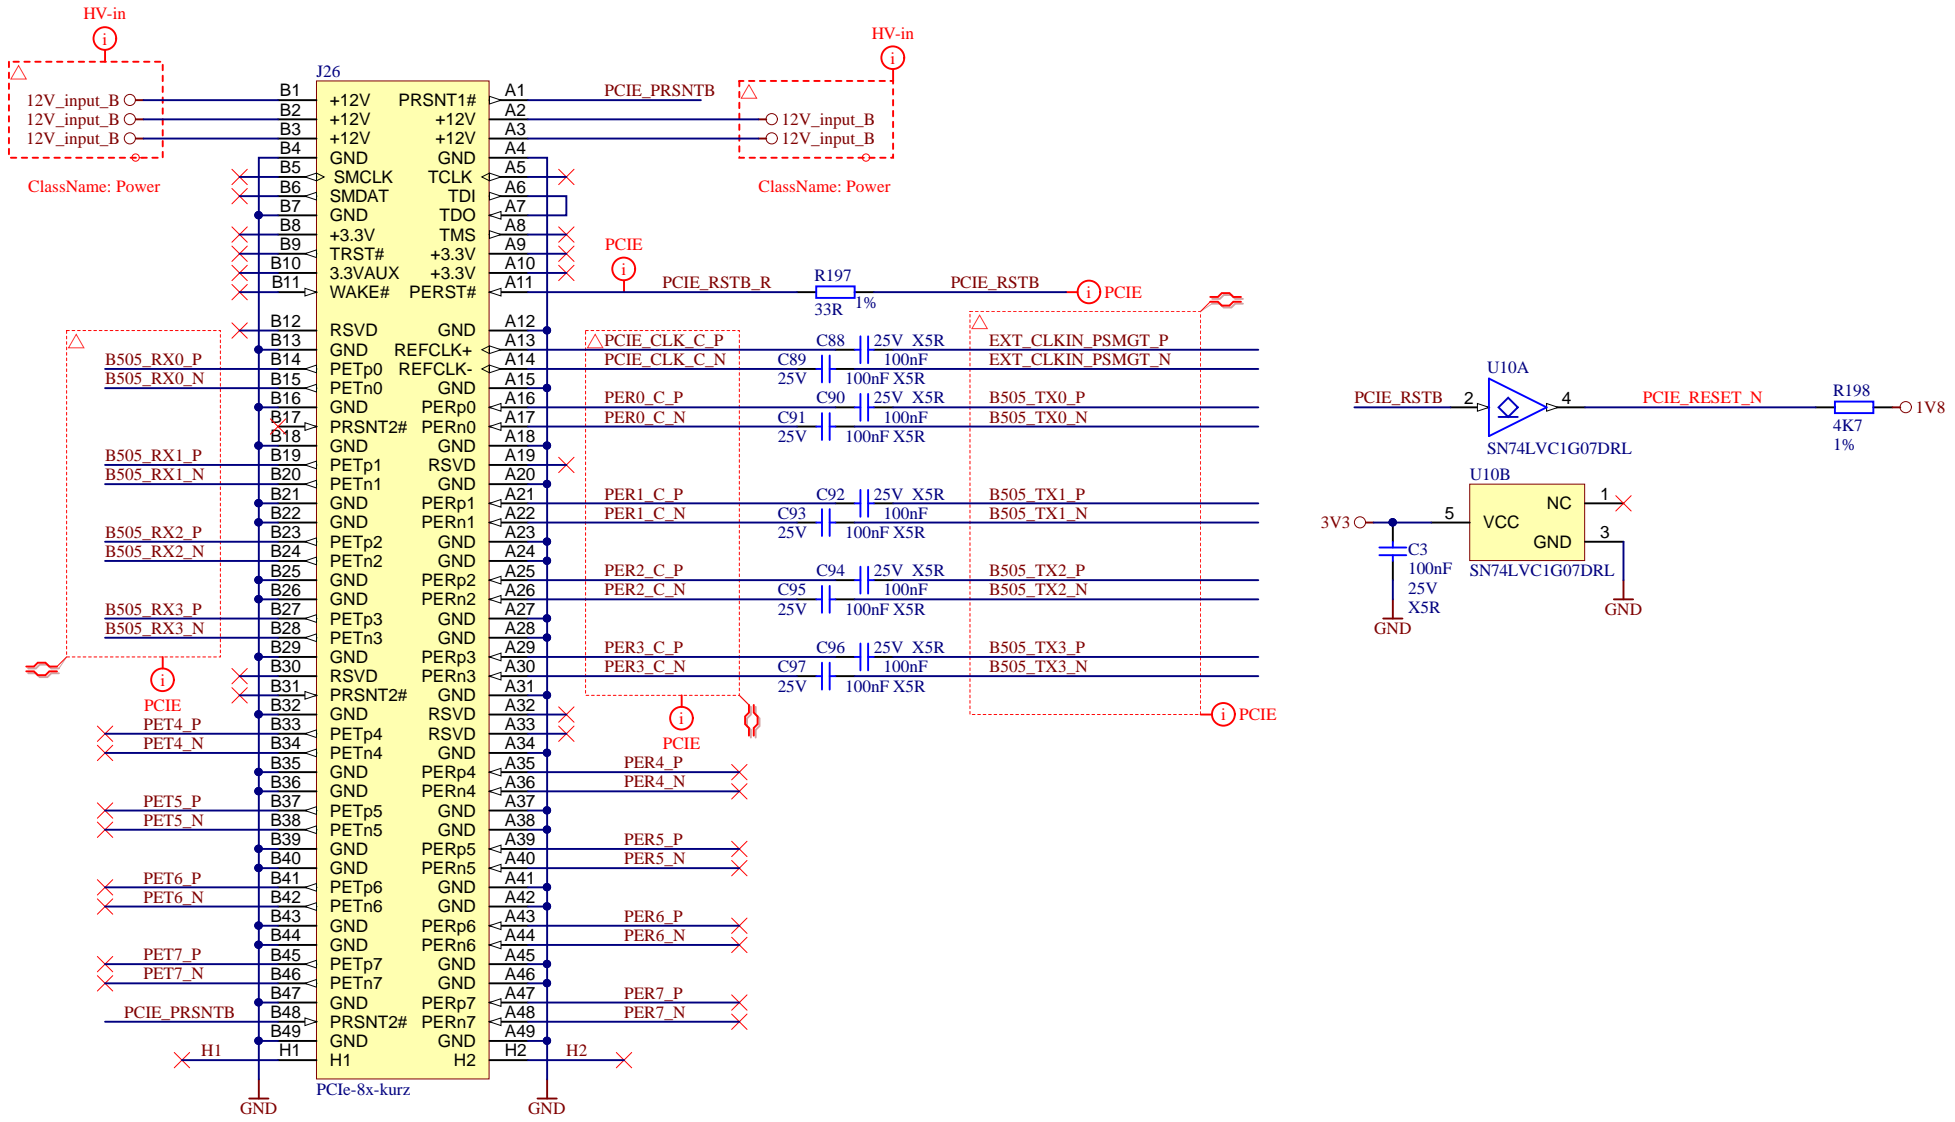 HV-in
12V_input_B
12V_input_B
12V_input_B
ClassName: Power
HV-in
12V_input_B
12V_input_B
ClassName: Power
J26
B1 +12V PRSNT1# A1 PCIE_PRSNTB
B2 +12V +12V A2
B3 +12V +12V A3
B4 GND GND A4
B5 SMCLK TCLK A5
B6 SMDAT TDI A6
B7 GND TDO A7
B8 +3.3V TMS A8
B9 TRST# +3.3V A9
B10 3.3VAUX +3.3V A10
B11 WAKE# PERST# A11
B12 RSVD GND A12
B13 GND REFCLK+ A13
B505_RX0_P B14 PETp0 REFCLK- A14
B505_RX0_N B15 PETn0 GND A15
B16 GND PERp0 A16
B17 PRSNT2# PERn0 A17
B18 GND GND A18
B505_RX1_P B19 PETp1 RSVD A19
B505_RX1_N B20 PETn1 GND A20
B21 GND PERp1 A21
B22 GND PERn1 A22
B505_RX2_P B23 PETp2 GND A23
B505_RX2_N B24 PETn2 GND A24
B25 GND PERp2 A25
B26 GND PERn2 A26
B505_RX3_P B27 PETp3 GND A27
B505_RX3_N B28 PETn3 GND A28
B29 GND PERp3 A29
B30 RSVD PERn3 A30
B31 PRSNT2# GND A31
B32 GND RSVD A32
PET4_P B33 PETp4 RSVD A33
PET4_N B34 PETn4 GND A34
B35 GND PERp4 A35 PER4_P
B36 GND PERn4 A36 PER4_N
PET5_P B37 PETp5 GND A37
PET5_N B38 PETn5 GND A38
B39 GND PERp5 A39 PER5_P
B40 GND PERn5 A40 PER5_N
PET6_P B41 PETp6 GND A41
PET6_N B42 PETn6 GND A42
B43 GND PERp6 A43 PER6_P
B44 GND PERn6 A44 PER6_N
PET7_P B45 PETp7 GND A45
PET7_N B46 PETn7 GND A46
B47 GND PERp7 A47 PER7_P
PCIE_PRSNTB B48 PRSNT2# PERn7 A48 PER7_N
B49 GND GND A49
H1 H1 H1 H2 H2 H2
PCIe-8x-kurz
GND
GND
PCIE
PCIE
PCIE_RSTB_R R197 PCIE_RSTB PCIE
33R 1%
PCIE_CLK_C_P C88 25V X5R EXT_CLKIN_PSMGT_P
PCIE_CLK_C_N C89 100nF EXT_CLKIN_PSMGT_N
25V 100nF X5R
PER0_C_P C90 25V X5R B505_TX0_P
PER0_C_N C91 100nF B505_TX0_N
25V 100nF X5R
PER1_C_P C92 25V X5R B505_TX1_P
PER1_C_N C93 100nF B505_TX1_N
25V 100nF X5R
PER2_C_P C94 25V X5R B505_TX2_P
PER2_C_N C95 100nF B505_TX2_N
25V 100nF X5R
PER3_C_P C96 25V X5R B505_TX3_P
PER3_C_N C97 100nF B505_TX3_N
25V 100nF X5R
PCIE
PCIE
U10A
PCIE_RSTB 2 4 PCIE_RESET_N R198 1V8
4K7
1%
SN74LVC1G07DRL
U10B
NC 1
3V3 5 VCC
GND 3
SN74LVC1G07DRL
C3
100nF
25V
X5R
GND
GND